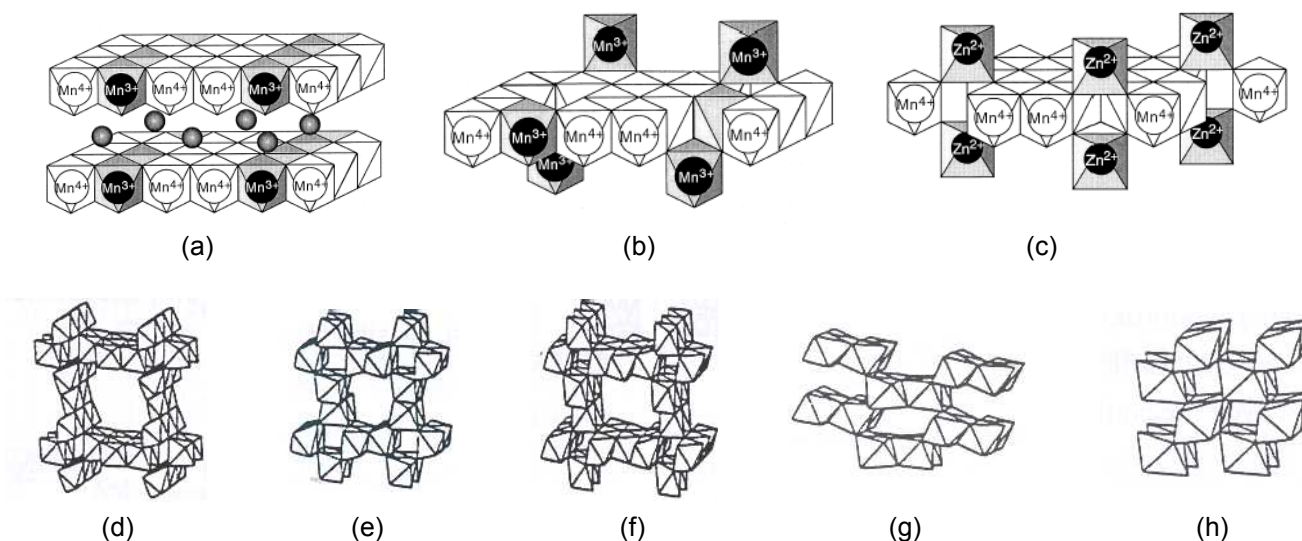 Mn4+ Mn3+ Mn4+ Mn4+ Mn3+ Mn4+
Mn4+ Mn3+ Mn4+ Mn4+ Mn3+ Mn4+
(a)
Mn3+ Mn3+
Mn4+ Mn3+ Mn4+ Mn4+ Mn4+
Mn3+ Mn3+
(b)
Zn2+ Zn2+ Zn2+
Mn4+ Mn4+ Mn4+ Mn4+ Mn4+
Zn2+ Zn2+ Zn2+
(c)
(d) (e) (f) (g) (h)